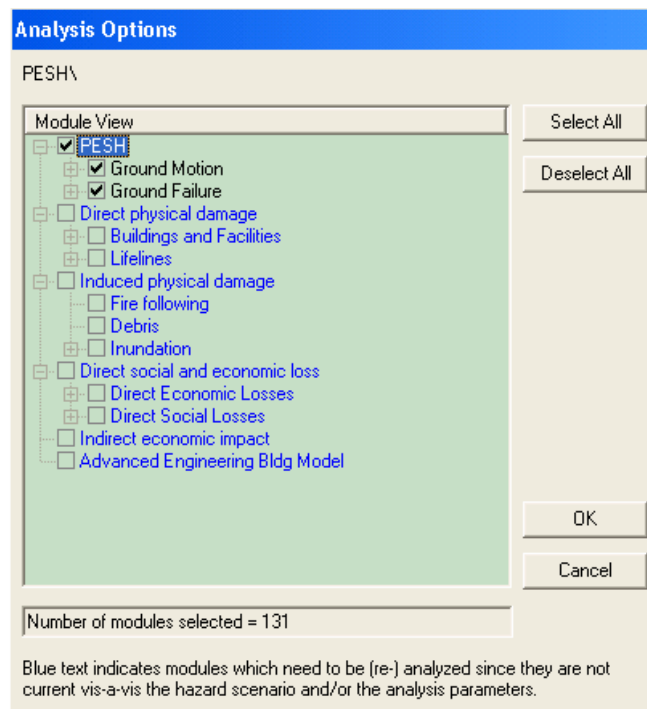 Analysis Options
PESH\
Module View
Select All
PESH
Ground Motion
Deselect All
Ground Failure
Direct physical damage
Buildings and Facilities
Lifelines
Induced physical damage
Fire following
Debris
Inundation
Direct social and economic loss
Direct Economic Losses
Direct Social Losses
Indirect economic impact
Advanced Engineering Bldg Model
OK
Cancel
Number of modules selected = 131
Blue text indicates modules which need to be (re-) analyzed since they are not
current vis-a-vis the hazard scenario and/or the analysis parameters.